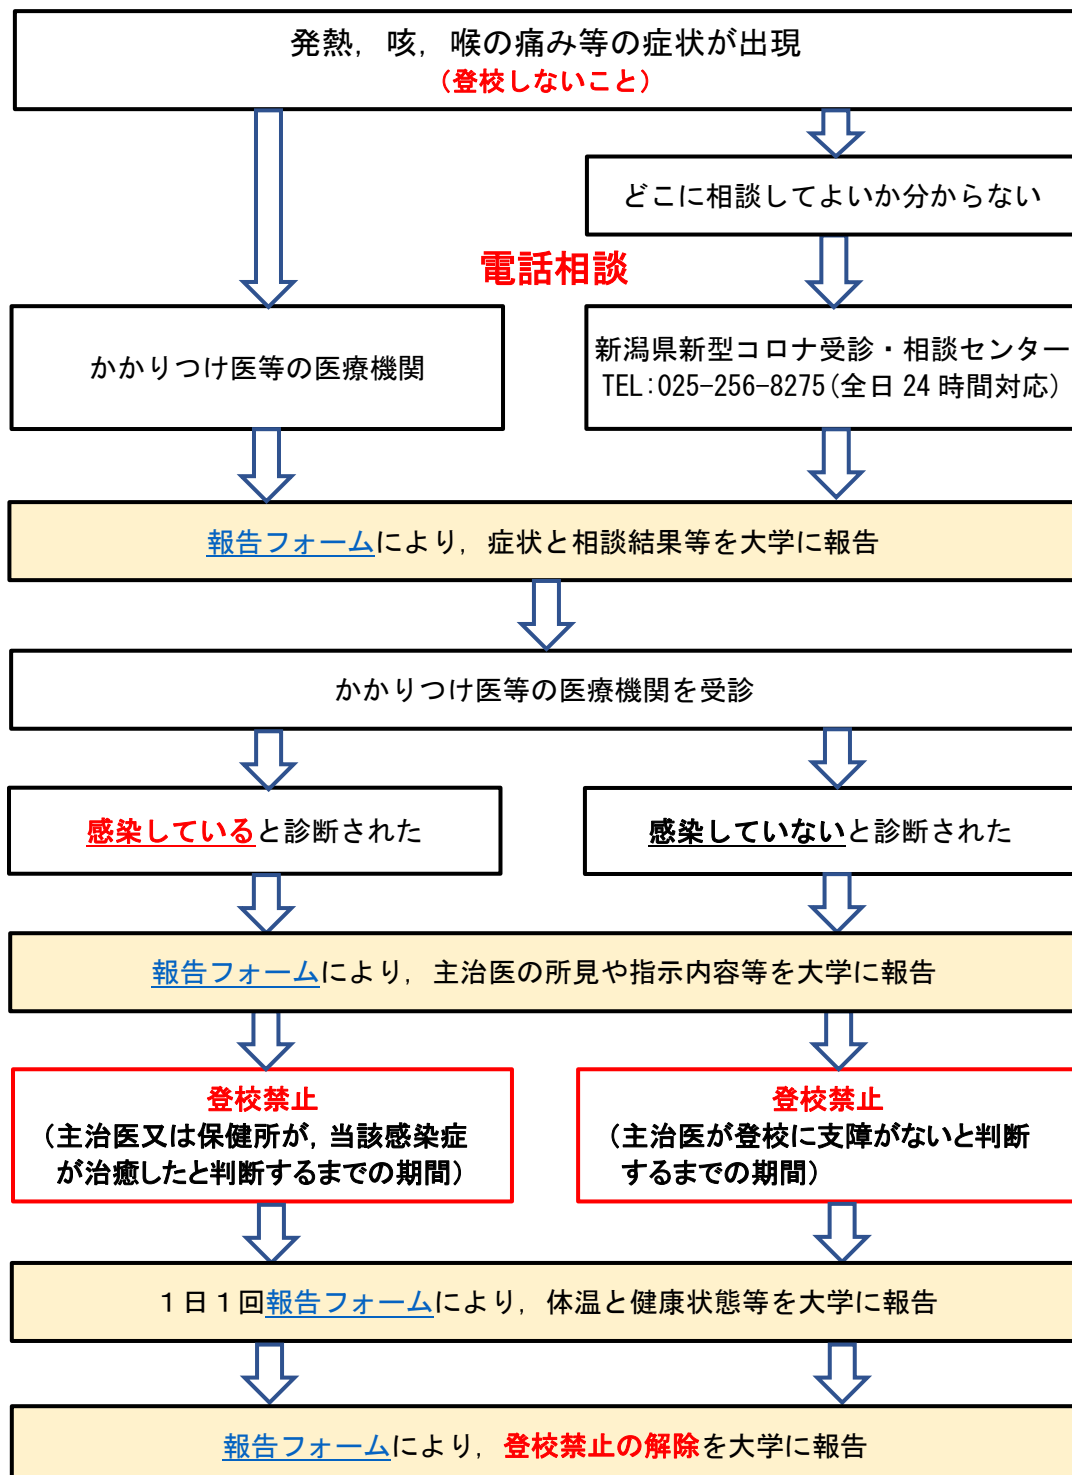 発熱，咳，喉の痛み等の症状が出現
（登校しないこと）
どこに相談してよいか分からない
電話相談
かかりつけ医等の医療機関
新潟県新型コロナ受診・相談センター
TEL:025-256-8275(全日 24 時間対応)
報告フォームにより，症状と相談結果等を大学に報告
かかりつけ医等の医療機関を受診
感染していると診断された
感染していないと診断された
報告フォームにより，主治医の所見や指示内容等を大学に報告
登校禁止
（主治医又は保健所が，当該感染症
が治癒したと判断するまでの期間）
登校禁止
（主治医が登校に支障がないと判断
するまでの期間）
１日１回報告フォームにより，体温と健康状態等を大学に報告
報告フォームにより，登校禁止の解除を大学に報告